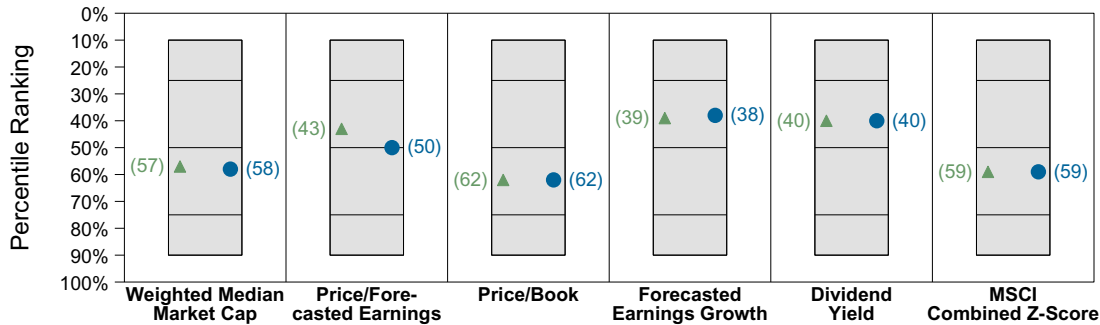 Percentile Ranking
0%
10%
20%
30%
40%
50%
60%
70%
80%
90%
100%
(57)
(58)
(43)
(50)
(62)
(62)
(39)
(38)
(40)
(40)
(59)
(59)
Weighted Median
Market Cap
Price/Fore-
casted Earnings
Price/Book
Forecasted
Earnings Growth
Dividend
Yield
MSCI
Combined Z-Score